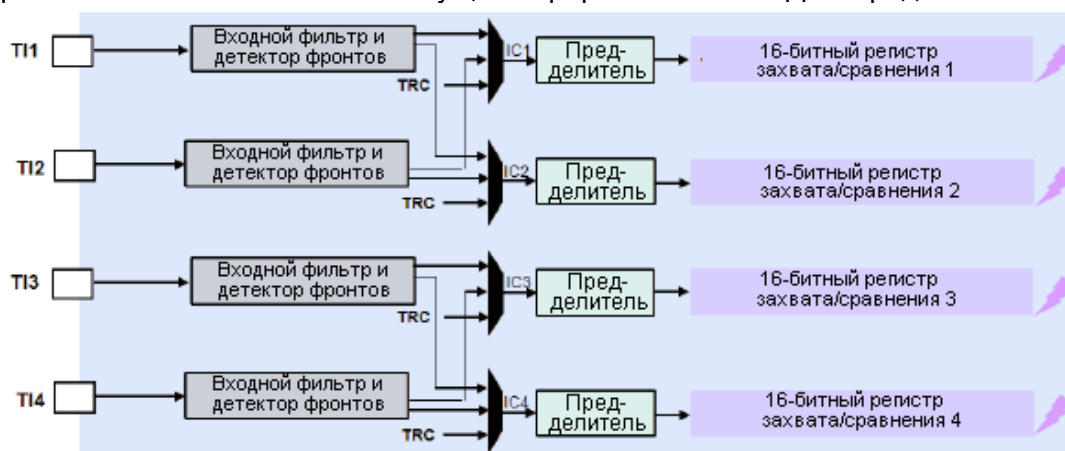 TI1
Входной фильтр и
детектор фронтов
TRC
IC1
Пред-
делитель
16-битный регистр
захвата/сравнения 1
TI2
Входной фильтр и
детектор фронтов
TRC
IC2
Пред-
делитель
16-битный регистр
захвата/сравнения 2
TI3
Входной фильтр и
детектор фронтов
TRC
IC3
Пред-
делитель
16-битный регистр
захвата/сравнения 3
TI4
Входной фильтр и
детектор фронтов
TRC
IC4
Пред-
делитель
16-битный регистр
захвата/сравнения 4